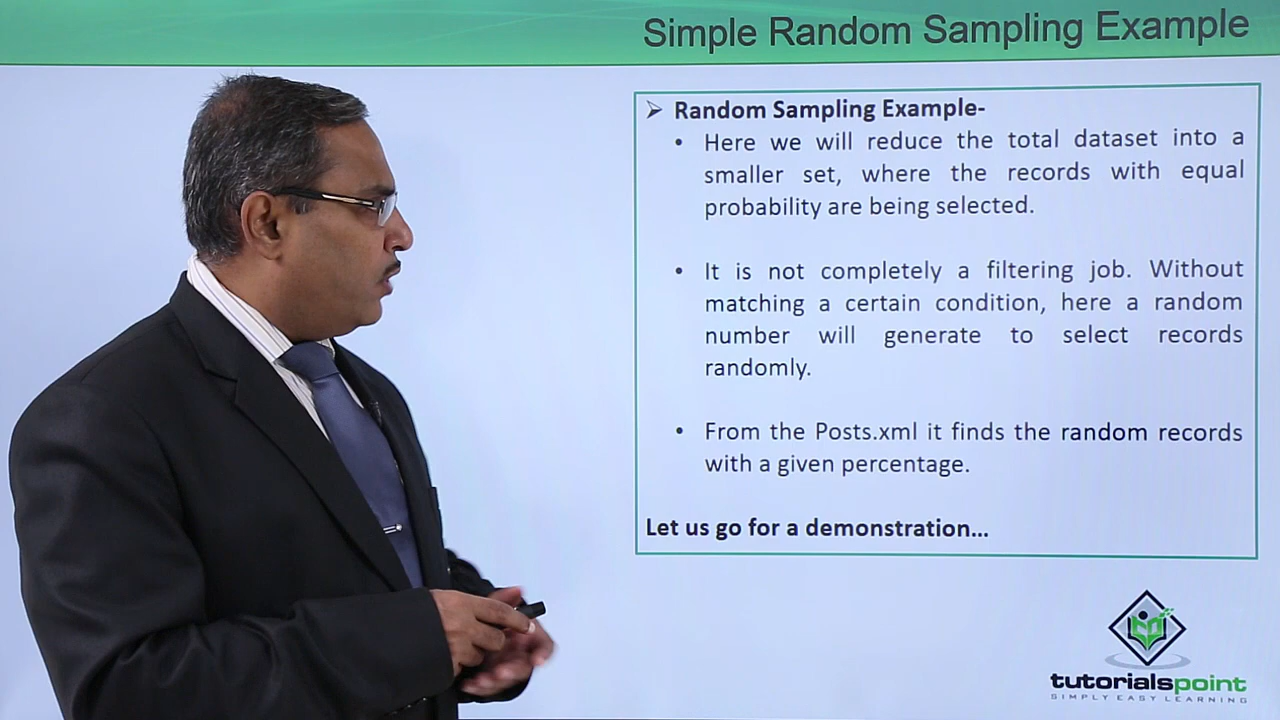 Simple Random Sampling Example
➢ Random Sampling Example-
• Here we will reduce the total dataset into a
smaller set, where the records with equal
probability are being selected.
• It is not completely a filtering job. Without
matching a certain condition, here a random
number will generate to select records
randomly.
• From the Posts.xml it finds the random records
with a given percentage.
Let us go for a demonstration...
tutorialspoint
SIMPLY EASY LEARNING